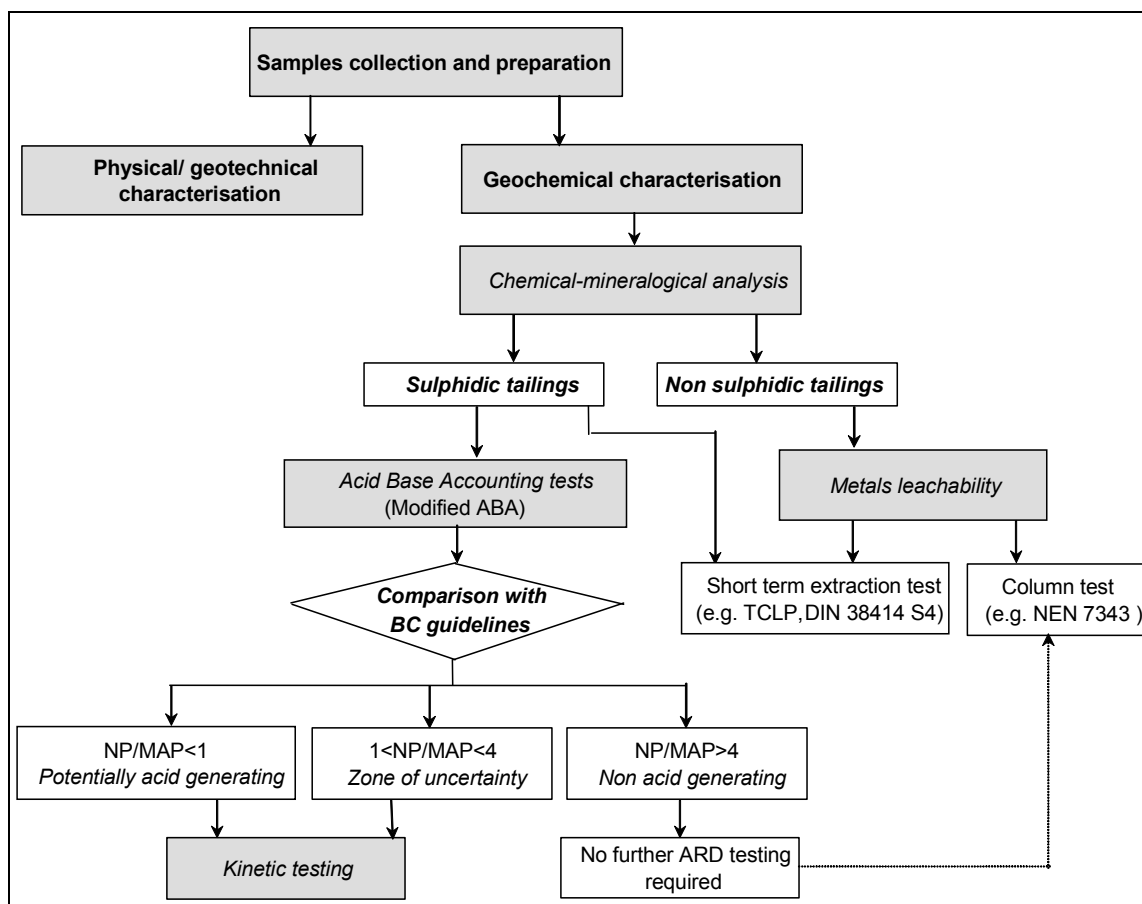 Samples collection and preparation
Physical/ geotechnical
characterisation
Geochemical characterisation
Chemical-mineralogical analysis
Sulphidic tailings
Non sulphidic tailings
Acid Base Accounting tests
(Modified ABA)
Metals leachability
Comparison with
BC guidelines
Short term extraction test
(e.g. TCLP, DIN 38414 S4)
Column test
(e.g. NEN 7343 )
NP/MAP<1
Potentially acid generating
1<NP/MAP<4
Zone of uncertainty
NP/MAP>4
Non acid generating
Kinetic testing
No further ARD testing
required